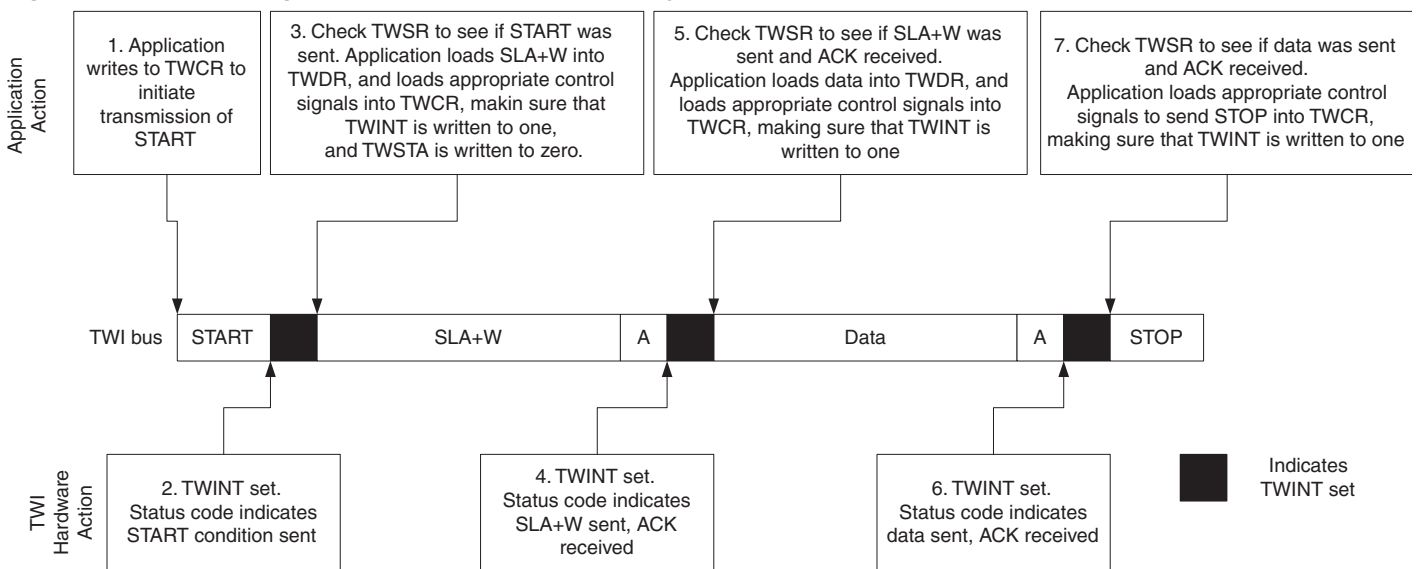 Application
Action
1. Application
writes to TWCR to
initiate
transmission of
START
3. Check TWSR to see if START was
sent. Application loads SLA+W into
TWDR, and loads appropriate control
signals into TWCR, makin sure that
TWINT is written to one,
and TWSTA is written to zero.
5. Check TWSR to see if SLA+W was
sent and ACK received.
Application loads data into TWDR, and
loads appropriate control signals into
TWCR, making sure that TWINT is
written to one
7. Check TWSR to see if data was sent
and ACK received.
Application loads appropriate control
signals to send STOP into TWCR,
making sure that TWINT is written to one
TWI bus
START
SLA+W
A
Data
A
STOP
TWI
Hardware
Action
2. TWINT set.
Status code indicates
START condition sent
4. TWINT set.
Status code indicates
SLA+W sent, ACK
received
6. TWINT set.
Status code indicates
data sent, ACK received
Indicates
TWINT set